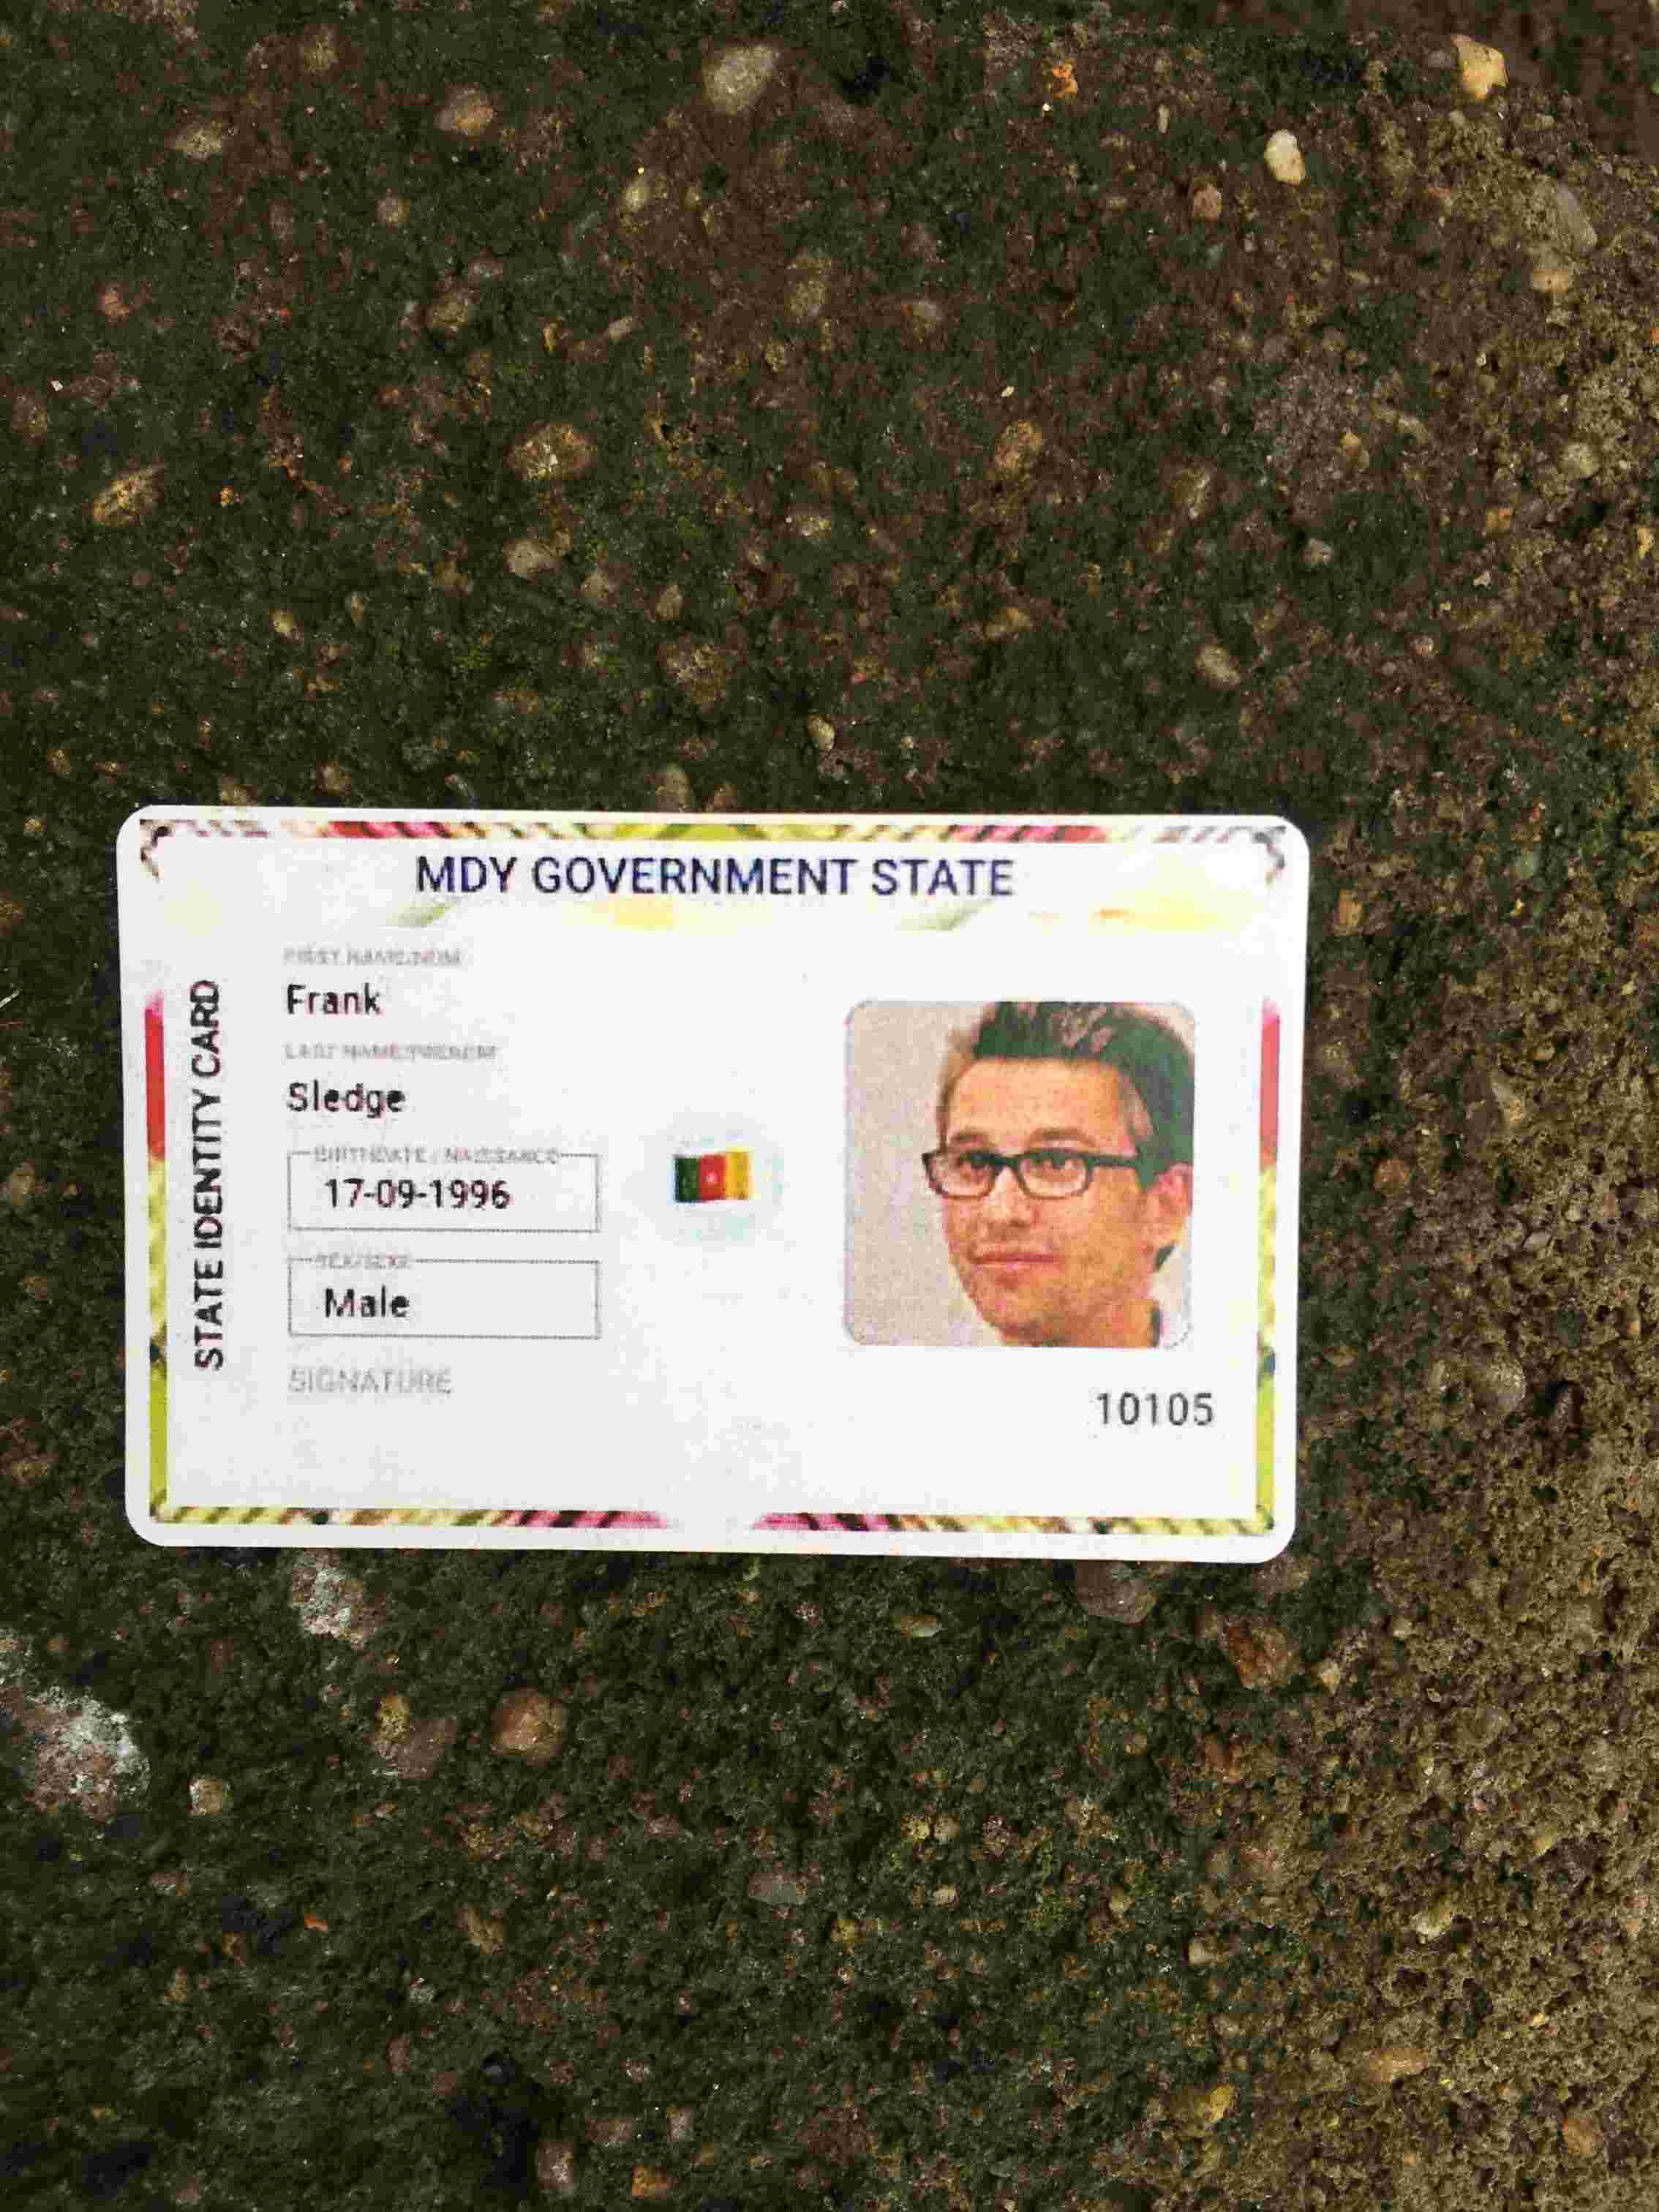 MDY GOVERNMENT STATE
STATE IDENTITY CARD
FIRST NAME/NOM
Frank
LAST NAME/PRENOM
Sledge
BIRTHDATE / NAISSANCE
17-09-1996
SEX/SEXE
Male
SIGNATURE
10105